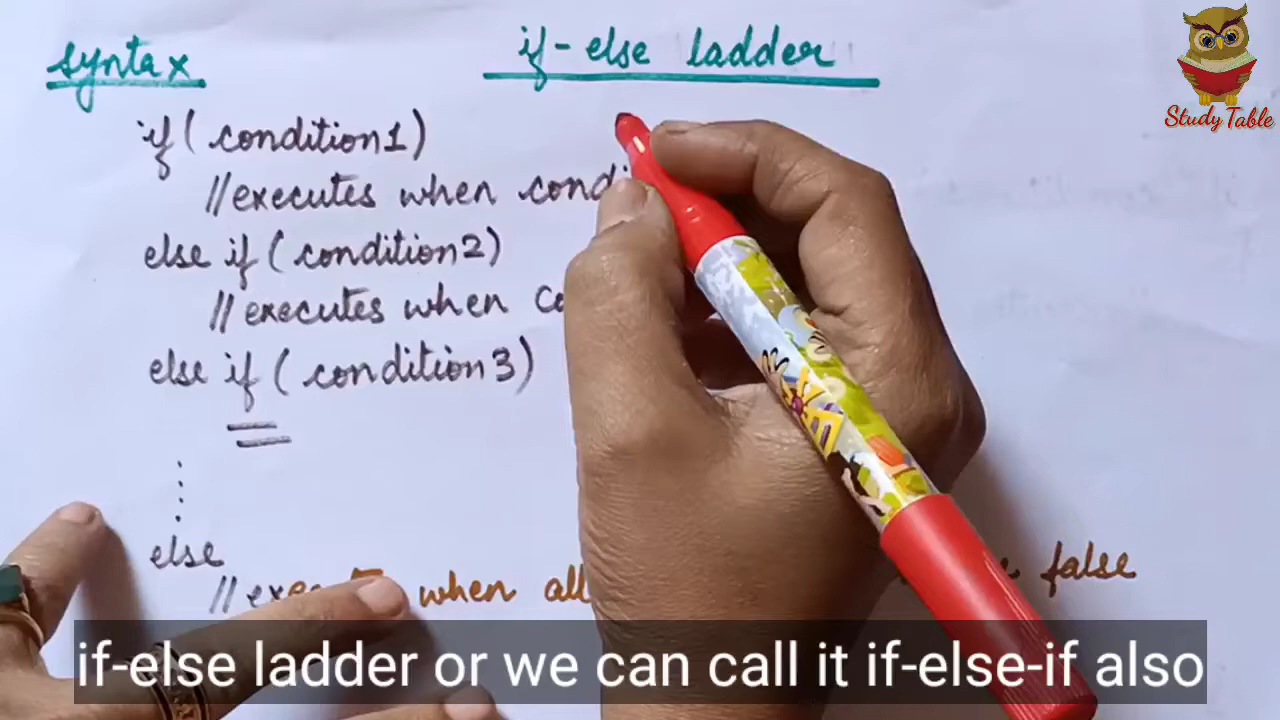 syntax
if-else ladder
Study Table
if (condition1)
//executes when condi
else if (condition2)
//executes when
else if (condition3)
else
when all false
if-else ladder or we can call it if-else-if also